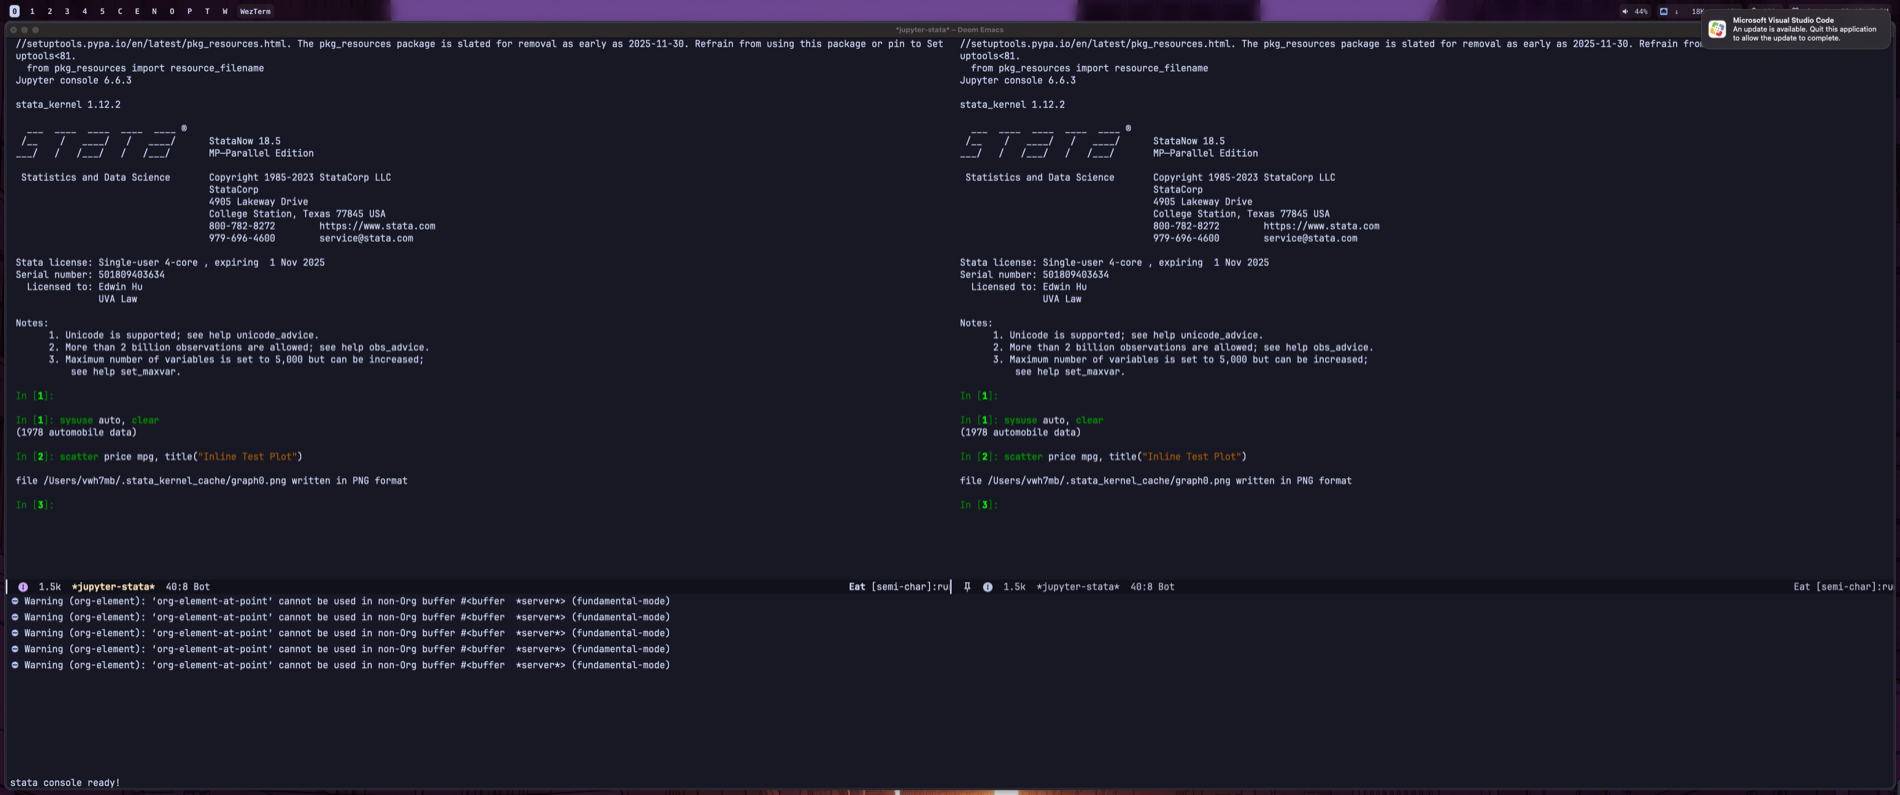 0 1 2 3 4 5 C E N O P T W WezTerm
44% ↓ 18K
*jupyter-stata* – Doom Emacs
Microsoft Visual Studio Code
An update is available. Quit this application
to allow the update to complete.
//setuptools.pypa.io/en/latest/pkg_resources.html. The pkg_resources package is slated for removal as early as 2025-11-30. Refrain from using this package or pin to Set
uptools<81.
from pkg_resources import resource_filename
Jupyter console 6.6.3
stata_kernel 1.12.2
®
StataNow 18.5
MP—Parallel Edition
Statistics and Data Science Copyright 1985-2023 StataCorp LLC
StataCorp
4905 Lakeway Drive
College Station, Texas 77845 USA
800-782-8272 https://www.stata.com
979-696-4600 service@stata.com
Stata license: Single-user 4-core , expiring 1 Nov 2025
Serial number: 501809403634
Licensed to: Edwin Hu
UVA Law
Notes:
1. Unicode is supported; see help unicode_advice.
2. More than 2 billion observations are allowed; see help obs_advice.
3. Maximum number of variables is set to 5,000 but can be increased;
see help set_maxvar.
In [1]:
In [1]: sysuse auto, clear
(1978 automobile data)
In [2]: scatter price mpg, title("Inline Test Plot")
file /Users/vwh7mb/.stata_kernel_cache/graph0.png written in PNG format
In [3]:
1.5k *jupyter-stata* 40:8 Bot Eat [semi-char]:ru
//setuptools.pypa.io/en/latest/pkg_resources.html. The pkg_resources package is slated for removal as early as 2025-11-30. Refrain fro
uptools<81.
from pkg_resources import resource_filename
Jupyter console 6.6.3
stata_kernel 1.12.2
®
StataNow 18.5
MP—Parallel Edition
Statistics and Data Science Copyright 1985-2023 StataCorp LLC
StataCorp
4905 Lakeway Drive
College Station, Texas 77845 USA
800-782-8272 https://www.stata.com
979-696-4600 service@stata.com
Stata license: Single-user 4-core , expiring 1 Nov 2025
Serial number: 501809403634
Licensed to: Edwin Hu
UVA Law
Notes:
1. Unicode is supported; see help unicode_advice.
2. More than 2 billion observations are allowed; see help obs_advice.
3. Maximum number of variables is set to 5,000 but can be increased;
see help set_maxvar.
In [1]:
In [1]: sysuse auto, clear
(1978 automobile data)
In [2]: scatter price mpg, title("Inline Test Plot")
file /Users/vwh7mb/.stata_kernel_cache/graph0.png written in PNG format
In [3]:
1.5k *jupyter-stata* 40:8 Bot Eat [semi-char]:ru
Warning (org-element): ‘org-element-at-point’ cannot be used in non-Org buffer #<buffer *server*> (fundamental-mode)
Warning (org-element): ‘org-element-at-point’ cannot be used in non-Org buffer #<buffer *server*> (fundamental-mode)
Warning (org-element): ‘org-element-at-point’ cannot be used in non-Org buffer #<buffer *server*> (fundamental-mode)
Warning (org-element): ‘org-element-at-point’ cannot be used in non-Org buffer #<buffer *server*> (fundamental-mode)
Warning (org-element): ‘org-element-at-point’ cannot be used in non-Org buffer #<buffer *server*> (fundamental-mode)
stata console ready!